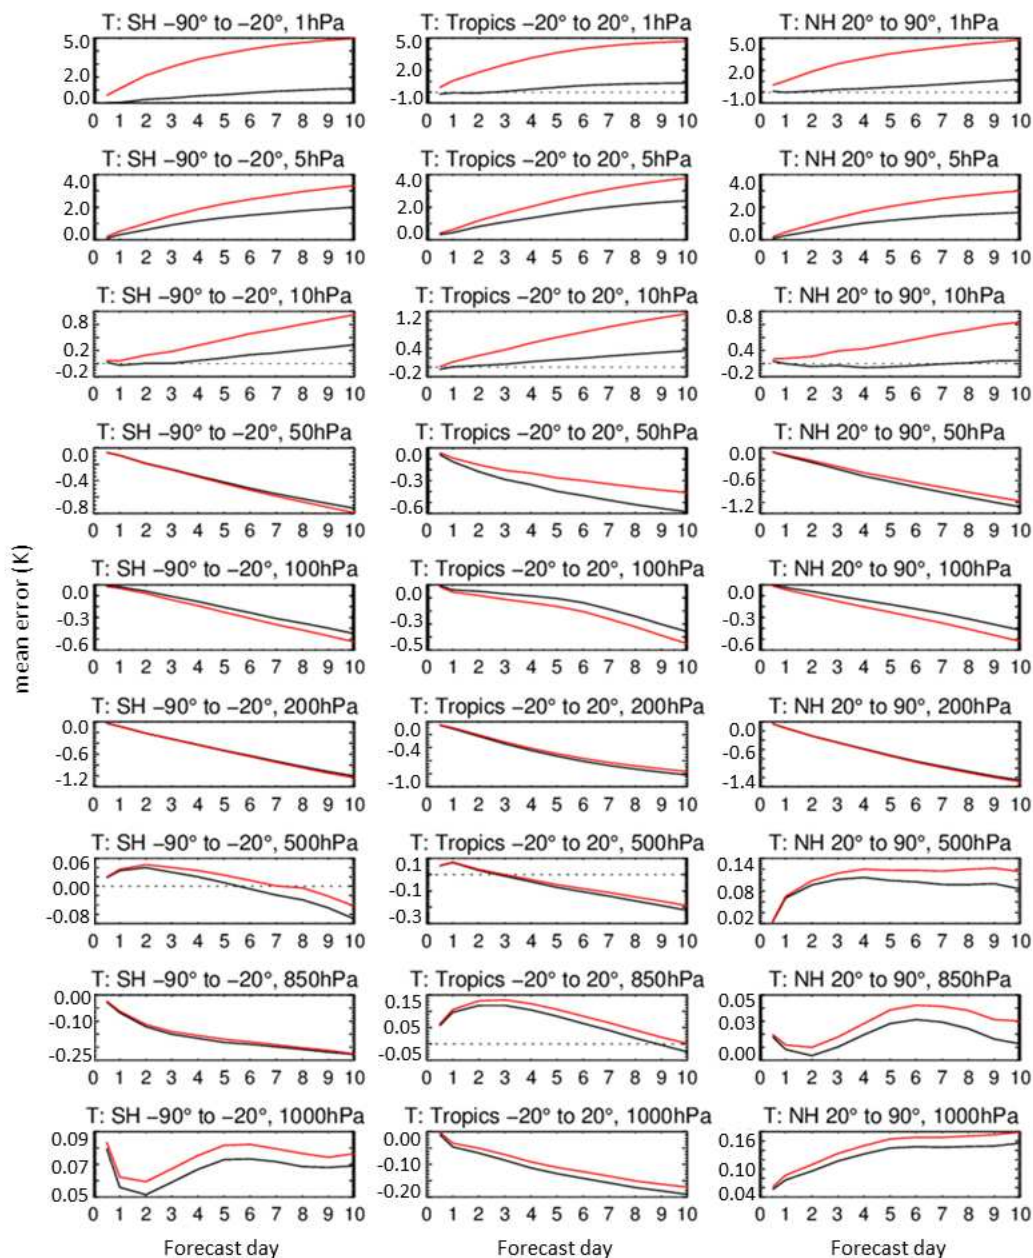 T: SH −90° to −20°, 1hPa T: Tropics −20° to 20°, 1hPa T: NH 20° to 90°, 1hPa
5.0 5.0 5.0
2.0 2.0 2.0
0.0 -1.0 -1.0
0 1 2 3 4 5 6 7 8 9 10 0 1 2 3 4 5 6 7 8 9 10 0 1 2 3 4 5 6 7 8 9 10
T: SH −90° to −20°, 5hPa T: Tropics −20° to 20°, 5hPa T: NH 20° to 90°, 5hPa
4.0 4.0 4.0
2.0 2.0 2.0
0.0 0.0 0.0
0 1 2 3 4 5 6 7 8 9 10 0 1 2 3 4 5 6 7 8 9 10 0 1 2 3 4 5 6 7 8 9 10
T: SH −90° to −20°, 10hPa T: Tropics −20° to 20°, 10hPa T: NH 20° to 90°, 10hPa
0.8 1.2 0.8
0.2 0.4 0.4
-0.2 -0.2 -0.2
0 1 2 3 4 5 6 7 8 9 10 0 1 2 3 4 5 6 7 8 9 10 0 1 2 3 4 5 6 7 8 9 10
T: SH −90° to −20°, 50hPa T: Tropics −20° to 20°, 50hPa T: NH 20° to 90°, 50hPa
0.0 0.0 0.0
-0.4 -0.3 -0.6
-0.8 -0.6 -1.2
0 1 2 3 4 5 6 7 8 9 10 0 1 2 3 4 5 6 7 8 9 10 0 1 2 3 4 5 6 7 8 9 10
mean error (K)
T: SH −90° to −20°, 100hPa T: Tropics −20° to 20°, 100hPa T: NH 20° to 90°, 100hPa
0.0 0.0 0.0
-0.3 -0.3 -0.3
-0.6 -0.5 -0.6
0 1 2 3 4 5 6 7 8 9 10 0 1 2 3 4 5 6 7 8 9 10 0 1 2 3 4 5 6 7 8 9 10
T: SH −90° to −20°, 200hPa T: Tropics −20° to 20°, 200hPa T: NH 20° to 90°, 200hPa
0.0 0.0 0.0
-0.6 -0.4 -0.6
-1.2 -1.0 -1.4
0 1 2 3 4 5 6 7 8 9 10 0 1 2 3 4 5 6 7 8 9 10 0 1 2 3 4 5 6 7 8 9 10
T: SH −90° to −20°, 500hPa T: Tropics −20° to 20°, 500hPa T: NH 20° to 90°, 500hPa
0.06 0.1 0.14
0.00 -0.1 0.08
-0.08 -0.3 0.02
0 1 2 3 4 5 6 7 8 9 10 0 1 2 3 4 5 6 7 8 9 10 0 1 2 3 4 5 6 7 8 9 10
T: SH −90° to −20°, 850hPa T: Tropics −20° to 20°, 850hPa T: NH 20° to 90°, 850hPa
0.00 0.15 0.05
-0.10 0.05 0.03
-0.25 -0.05 0.00
0 1 2 3 4 5 6 7 8 9 10 0 1 2 3 4 5 6 7 8 9 10 0 1 2 3 4 5 6 7 8 9 10
T: SH −90° to −20°, 1000hPa T: Tropics −20° to 20°, 1000hPa T: NH 20° to 90°, 1000hPa
0.09 0.00 0.16
0.07 -0.10 0.10
0.05 -0.20 0.04
0 1 2 3 4 5 6 7 8 9 10 0 1 2 3 4 5 6 7 8 9 10 0 1 2 3 4 5 6 7 8 9 10
Forecast day Forecast day Forecast day